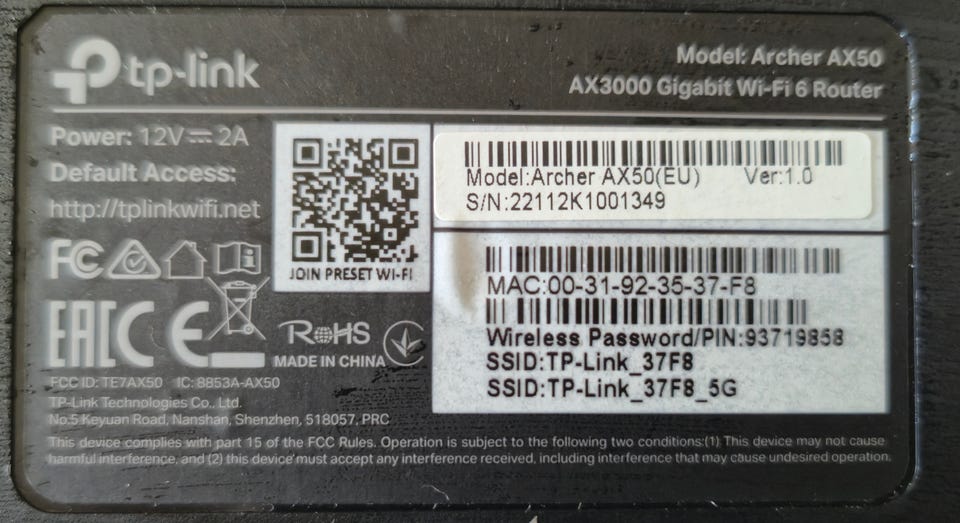 tp-link
Model: Archer AX50
AX3000 Gigabit Wi-Fi 6 Router
Power: 12V⎓2A
Default Access:
http://tplinkwifi.net
JOIN PRESET WI-FI
Model:Archer AX50(EU) Ver:1.0
S/N:22112K1001349
MAC:00-31-92-35-37-F8
Wireless Password/PIN:93719858
SSID:TP-Link_37F8
SSID:TP-Link_37F8_5G
FC
EAC CE
RoHS
MADE IN CHINA
FCC ID: TE7AX50 IC: 8853A-AX50
TP-Link Technologies Co., Ltd.
No.5 Keyuan Road, Nanshan, Shenzhen, 518057, PRC
This device complies with part 15 of the FCC Rules. Operation is subject to the following two conditions:(1) This device may not cause
harmful interference, and (2) this device must accept any interference received, including interference that may cause undesired operation.